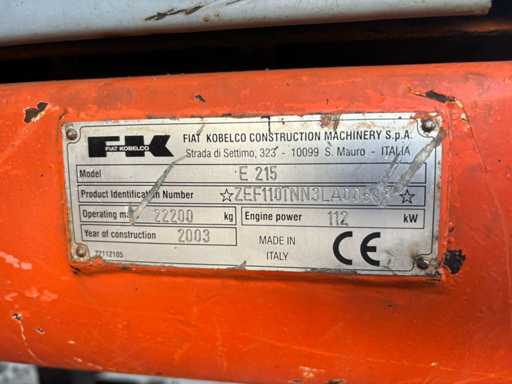 FK FIAT KOBELCO CONSTRUCTION MACHINERY S.p.A.
FIAT KOBELCO Strada di Settimo, 323 - 10099 S. Mauro - ITALIA
Model E 215
Product Identification Number
Operating 22200 kg Engine power 112 kW
Year of construction 2003 MADE IN ITALY CE
72112105